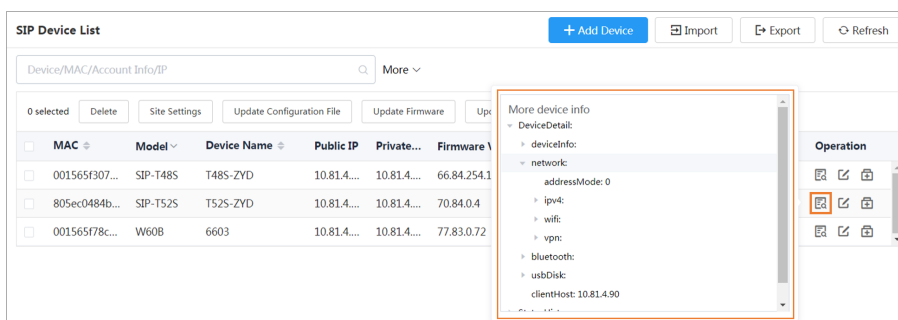 SIP Device List
+ Add Device
Import
Export
Refresh
Device/MAC/Account Info/IP
More
0 selected
Delete
Site Settings
Update Configuration File
Update Firmware
MAC
Model
Device Name
Public IP
Private...
Firmware V
Operation
001565f307...
SIP-T48S
T48S-ZYD
10.81.4....
10.81.4....
66.84.254.1
805ec0484b...
SIP-T52S
T52S-ZYD
10.81.4....
10.81.4....
70.84.0.4
001565f78c...
W60B
6603
10.81.4....
10.81.4....
77.83.0.72
More device info
DeviceDetail:
deviceInfo:
network:
addressMode: 0
ipv4:
wifi:
vpn:
bluetooth:
usbDisk:
clientHost: 10.81.4.90